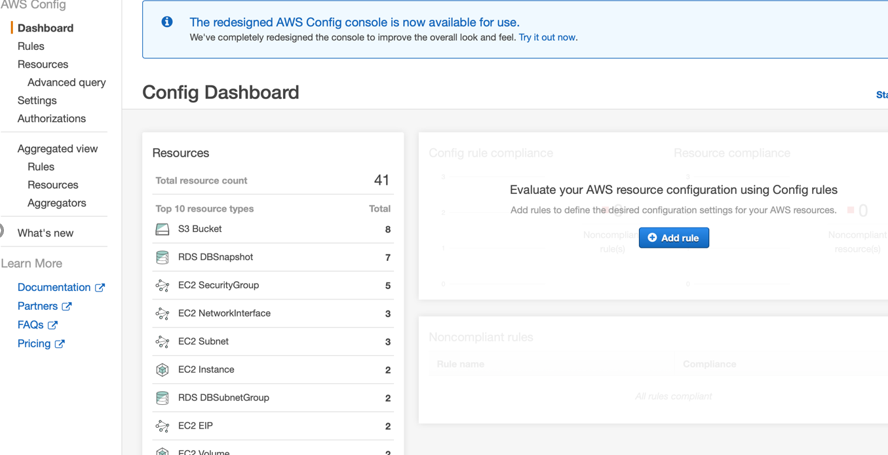 AWS Config
Dashboard
Rules
Resources
Advanced query
Settings
Authorizations
Aggregated view
Rules
Resources
Aggregators
What's new
Learn More
Documentation
Partners
FAQs
Pricing
The redesigned AWS Config console is now available for use.
We've completely redesigned the console to improve the overall look and feel. Try it out now.
Config Dashboard
Resources
Total resource count 41
Top 10 resource types Total
S3 Bucket 8
RDS DBSnapshot 7
EC2 SecurityGroup 5
EC2 NetworkInterface 3
EC2 Subnet 3
EC2 Instance 2
RDS DBSubnetGroup 2
EC2 EIP 2
EC2 Volume 2
Config rule compliance Resource compliance
Evaluate your AWS resource configuration using Config rules
Add rules to define the desired configuration settings for your AWS resources.
0
Add rule
Noncompliant
rule(s)
Noncompliant
resource(s)
Noncompliant rules
Rule name Compliance
All rules compliant